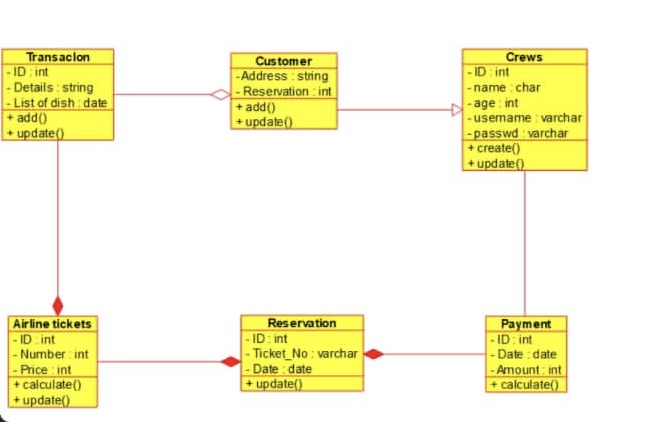 Transacion
- ID : int
- Details : string
- List of dish : date
+ add()
+ update()
Customer
-Address : string
- Reservation : int
+ add()
+ update()
Crews
- ID : int
- name : char
- age : int
- username : varchar
- passwd : varchar
+ create()
+ update()
Airline tickets
- ID : int
- Number : int
- Price : int
+ calculate()
+ update()
Reservation
- ID : int
- Ticket_No : varchar
- Date : date
+ update()
Payment
- ID : int
- Date : date
- Amount : int
+ calculate()